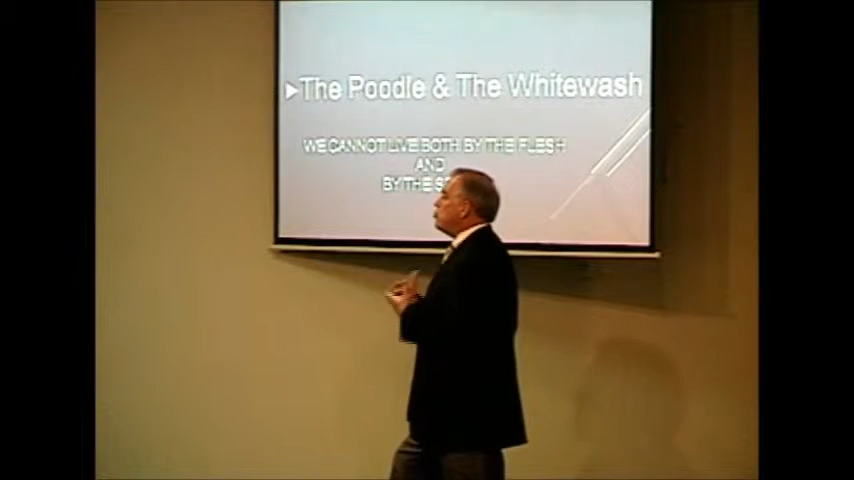 The Poodle & The Whitewash
WE CANNOT LIVE BOTH BY THE FLESH
AND
BY THE